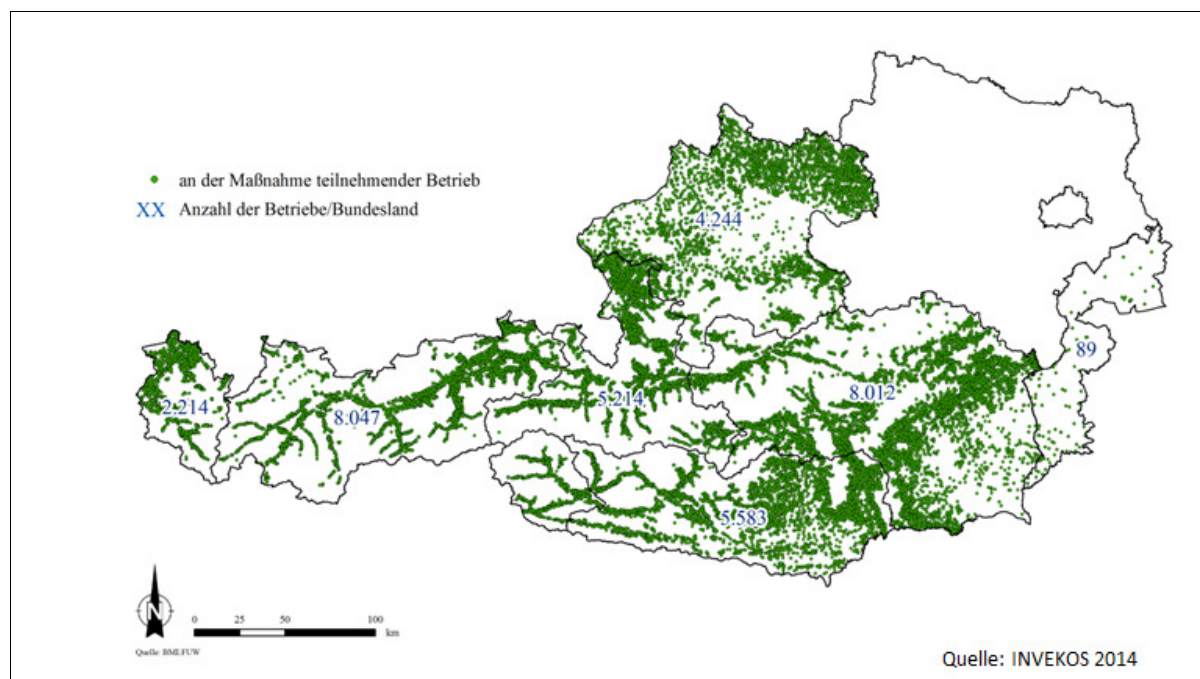 an der Maßnahme teilnehmender Betrieb
XX Anzahl der Betriebe/Bundesland
4.244
89
2.214
8.047
5.214
8.012
5.583
N
0 25 50 100
km
Quelle: BMLFUW
Quelle: INVEKOS 2014